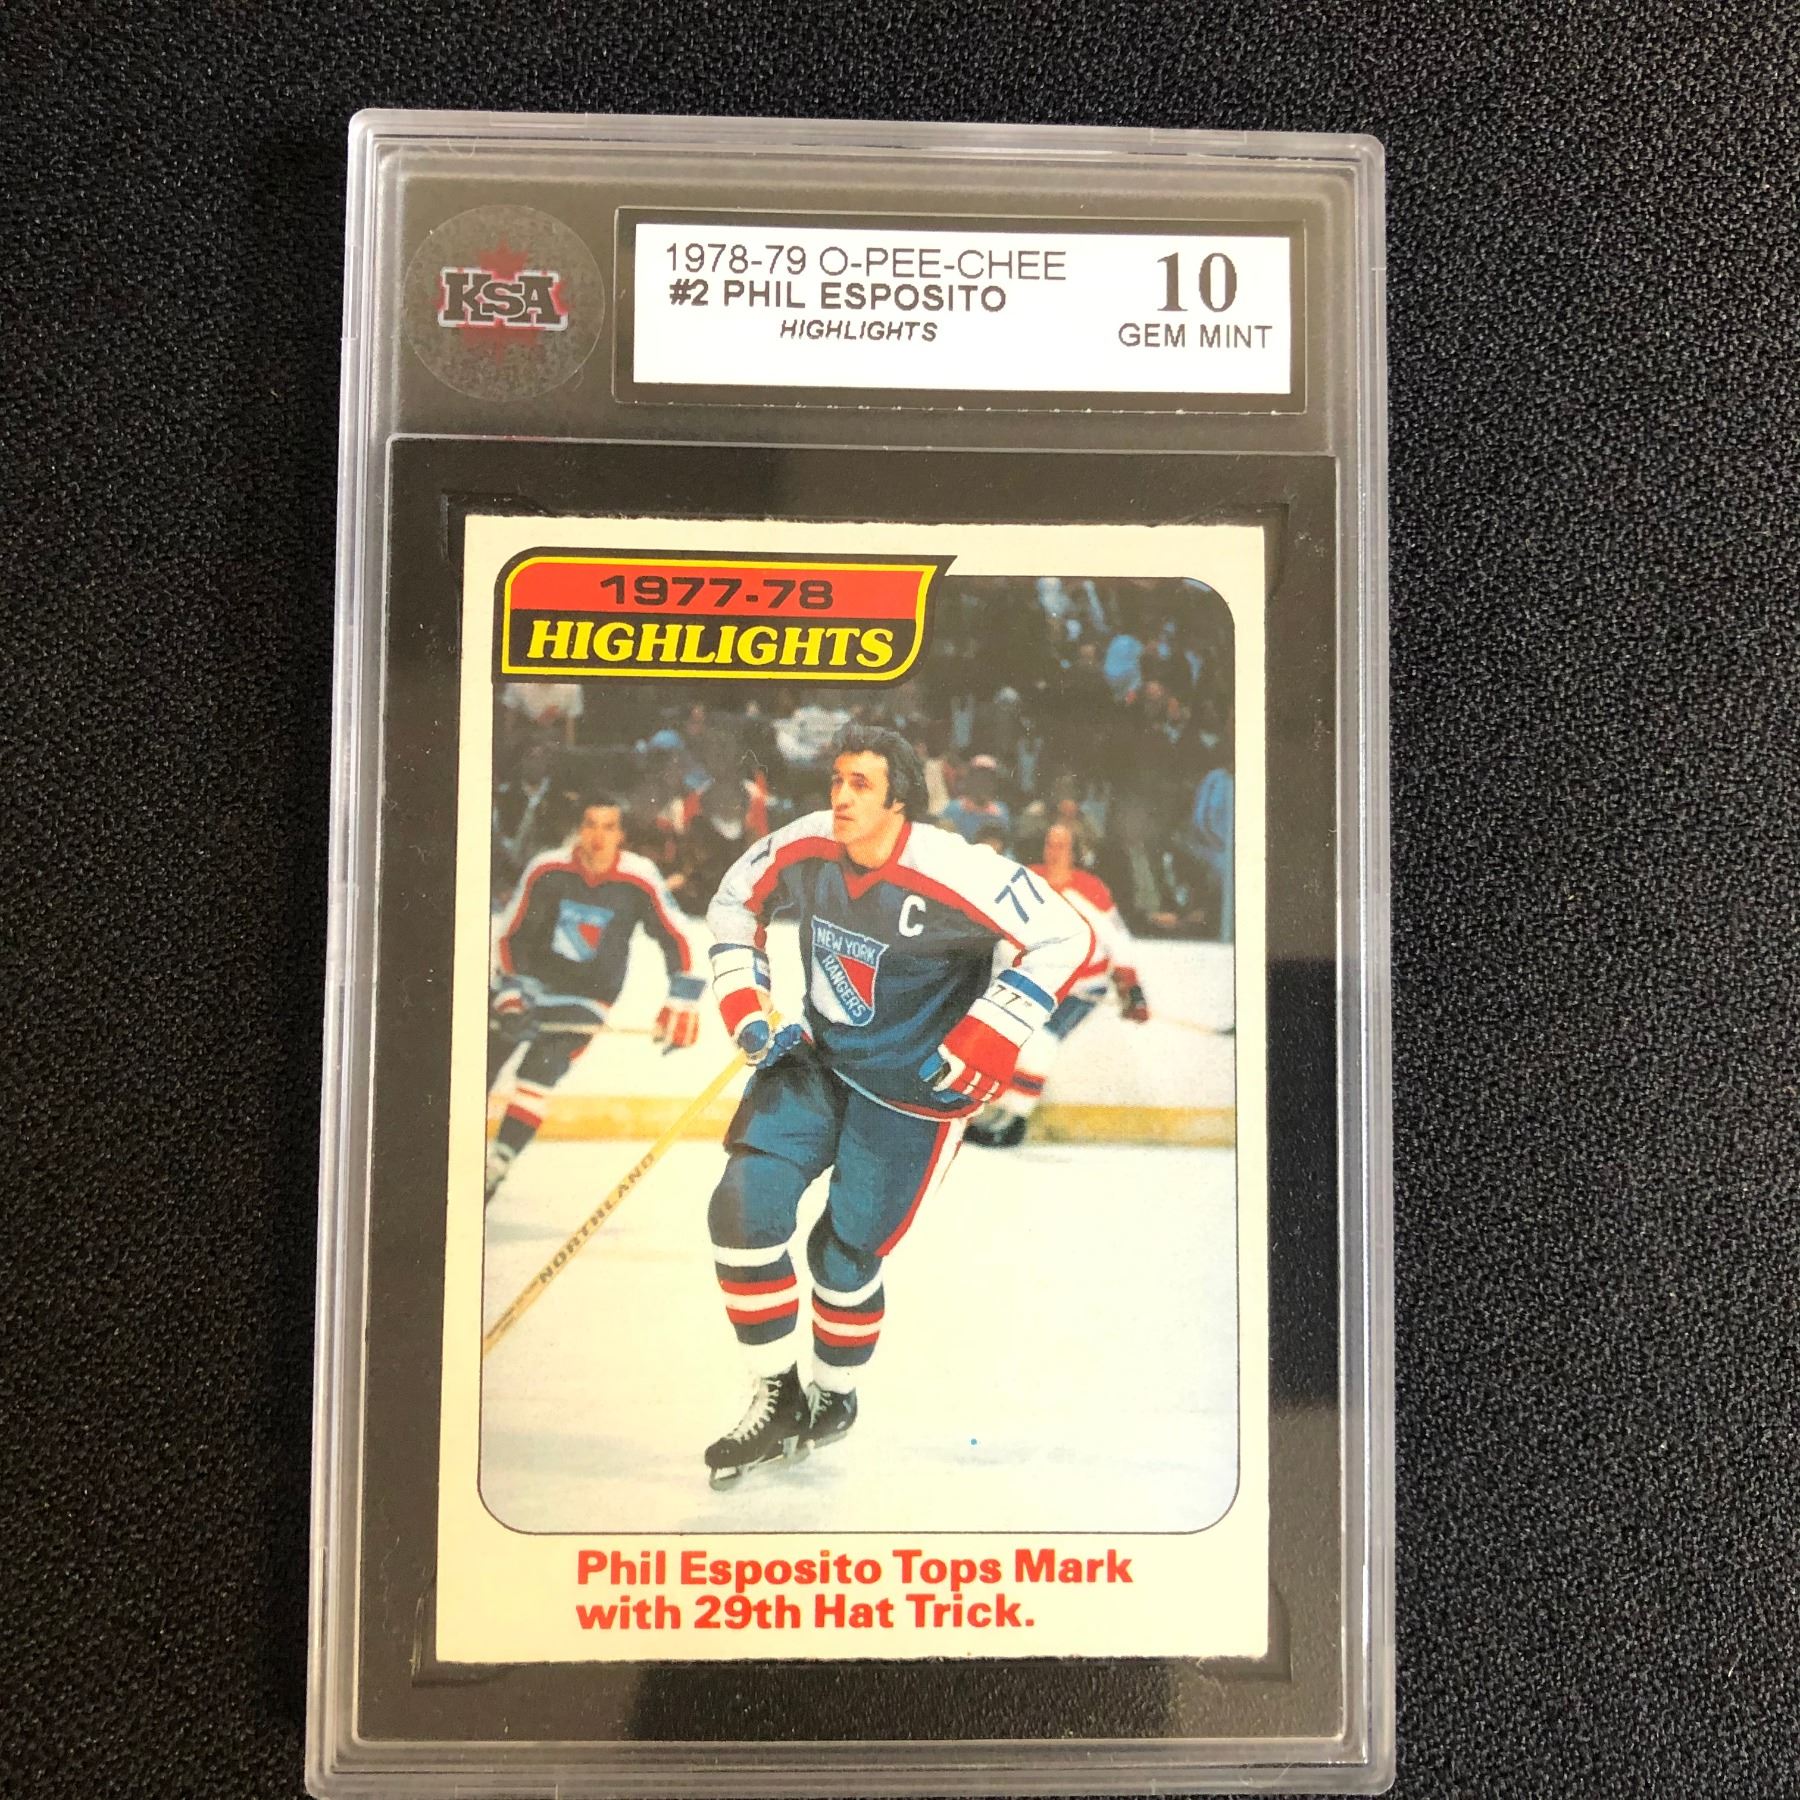 KSA
1978-79 O-PEE-CHEE
#2 PHIL ESPOSITO
HIGHLIGHTS
10
GEM MINT
1977-78
HIGHLIGHTS
77
C
NEW YORK
RANGERS
77
NORTHLAND
Phil Esposito Tops Mark
with 29th Hat Trick.